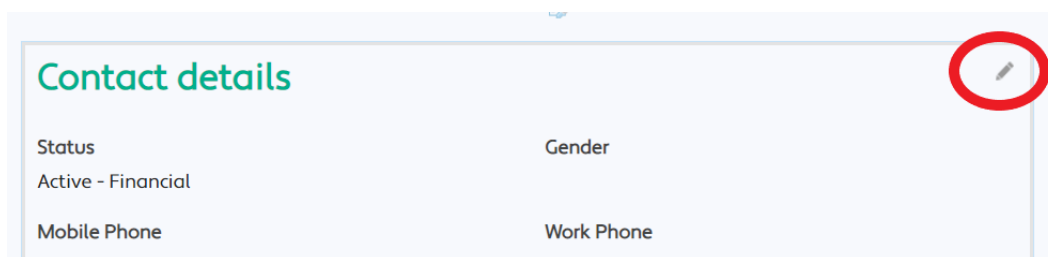 Contact details
Status
Gender
Active - Financial
Mobile Phone
Work Phone